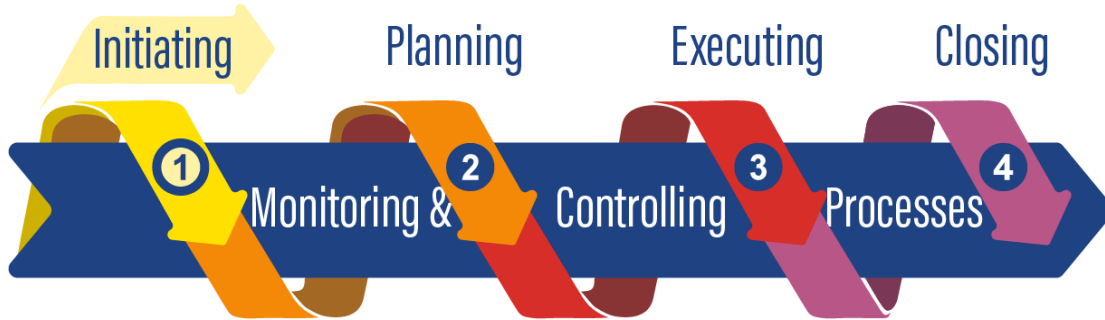 Initiating Planning Executing Closing
1 2 3 4
Monitoring & Controlling Processes